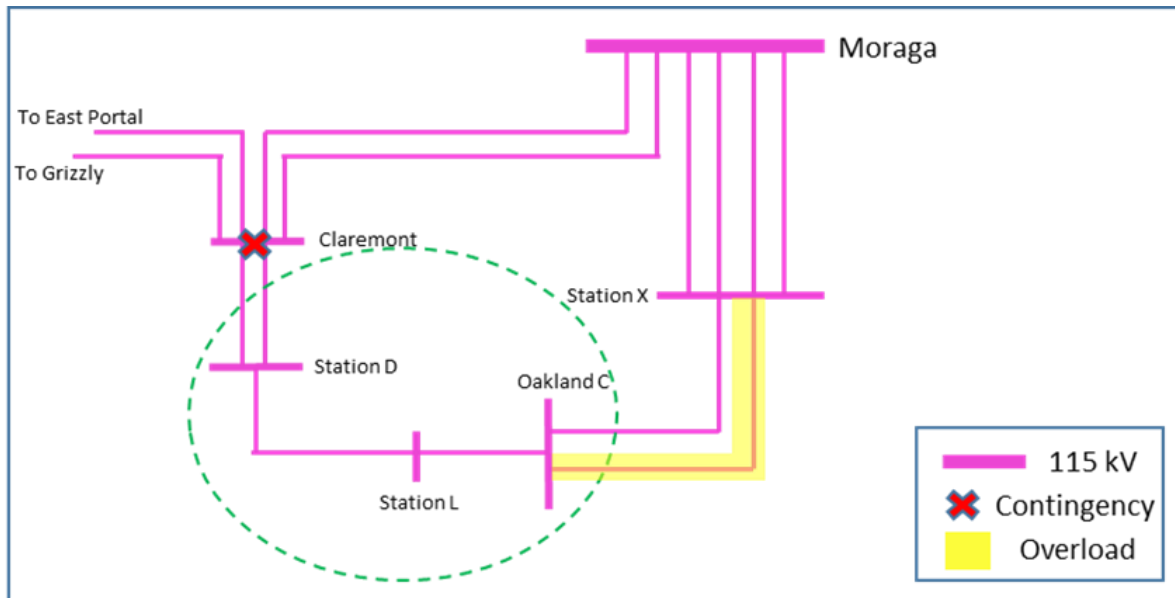 Moraga
To East Portal
To Grizzly
Claremont
Station X
Station D
Oakland C
Station L
115 kV
Contingency
Overload